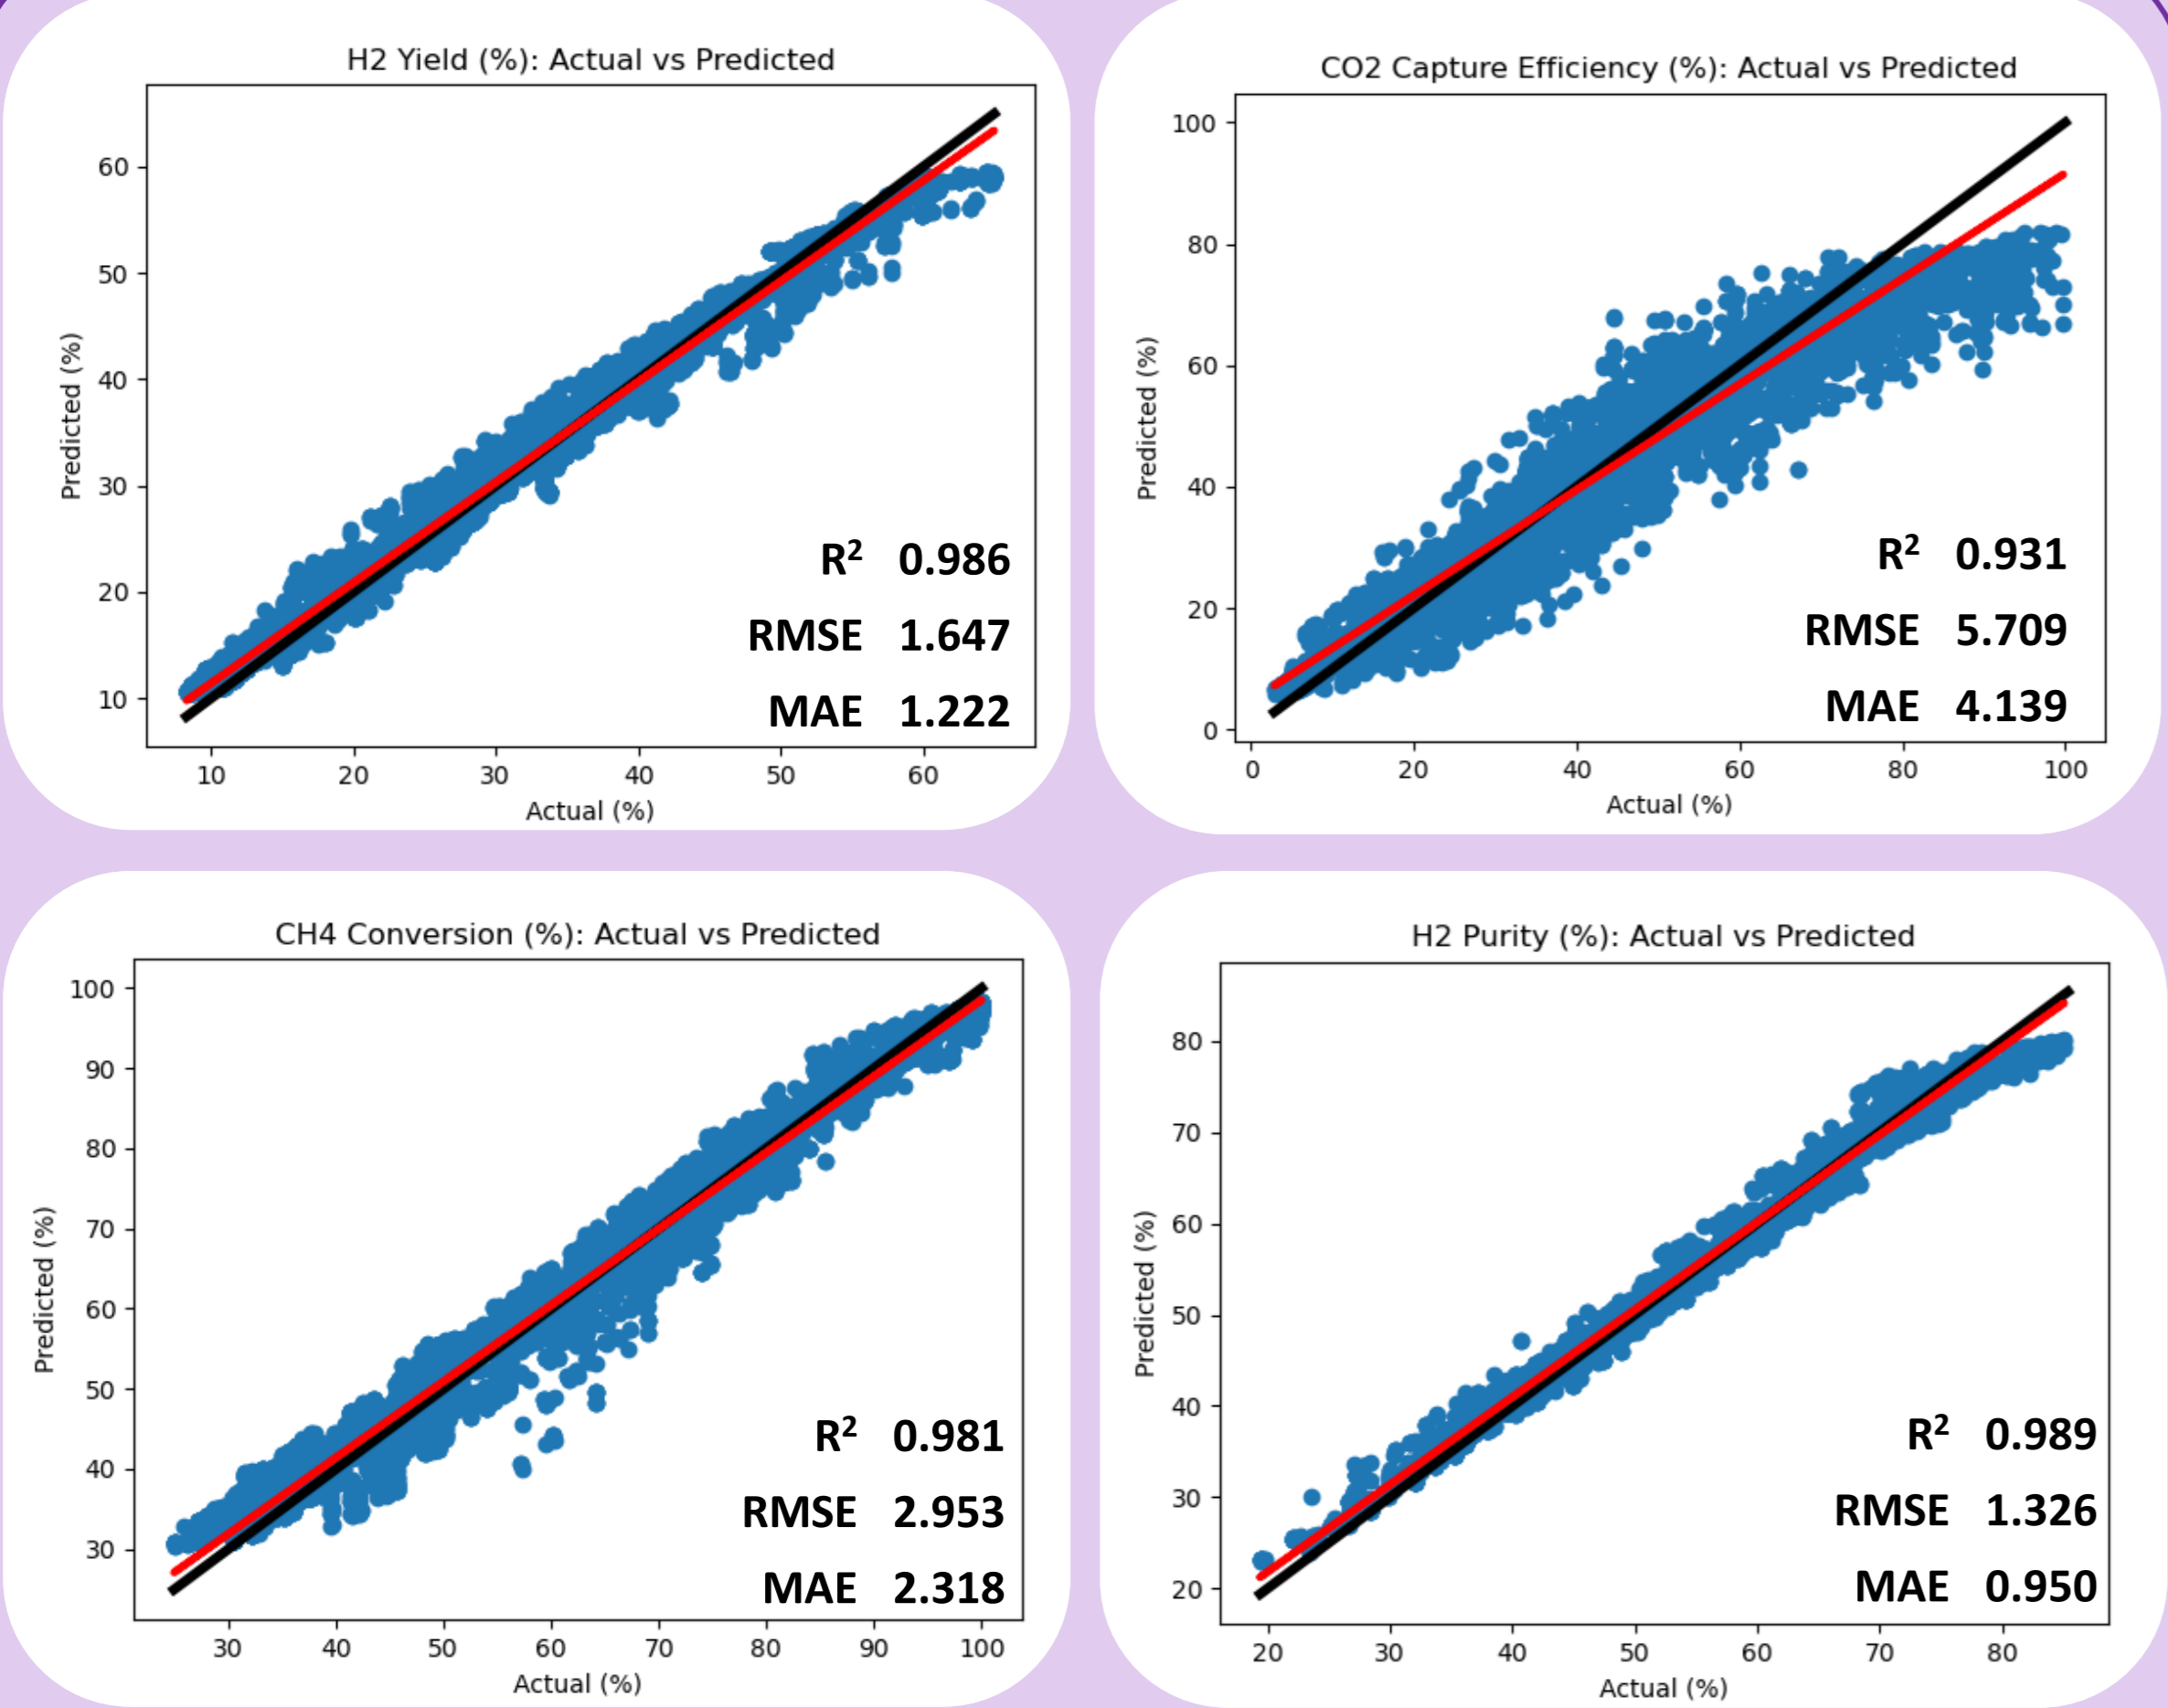 H2 Yield (%): Actual vs Predicted
60
50
40
30
20
10
Predicted (%)
R² 0.986
RMSE 1.647
MAE 1.222
10 20 30 40 50 60
Actual (%)
CO2 Capture Efficiency (%): Actual vs Predicted
100
80
60
40
20
0
Predicted (%)
R² 0.931
RMSE 5.709
MAE 4.139
0 20 40 60 80 100
Actual (%)
CH4 Conversion (%): Actual vs Predicted
100
90
80
70
60
50
40
30
Predicted (%)
R² 0.981
RMSE 2.953
MAE 2.318
30 40 50 60 70 80 90 100
Actual (%)
H2 Purity (%): Actual vs Predicted
80
70
60
50
40
30
20
Predicted (%)
R² 0.989
RMSE 1.326
MAE 0.950
20 30 40 50 60 70 80
Actual (%)